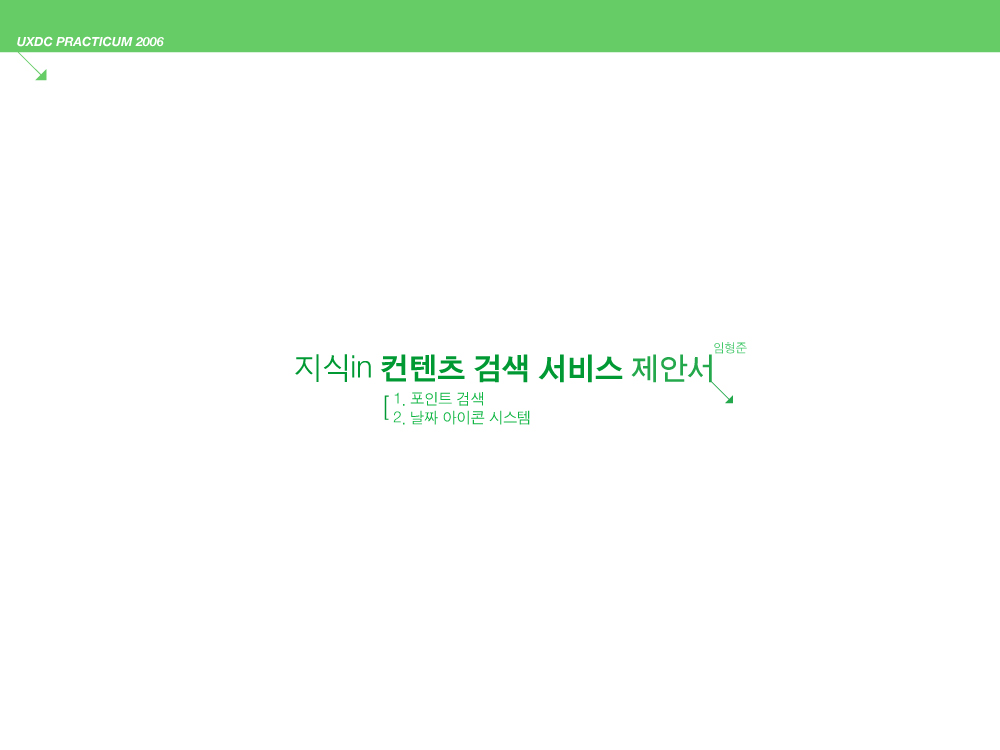 UXDC PRACTICUM 2006
임형준
지식in 컨텐츠 검색 서비스 제안서
1. 포인트 검색
2. 날짜 아이콘 시스템